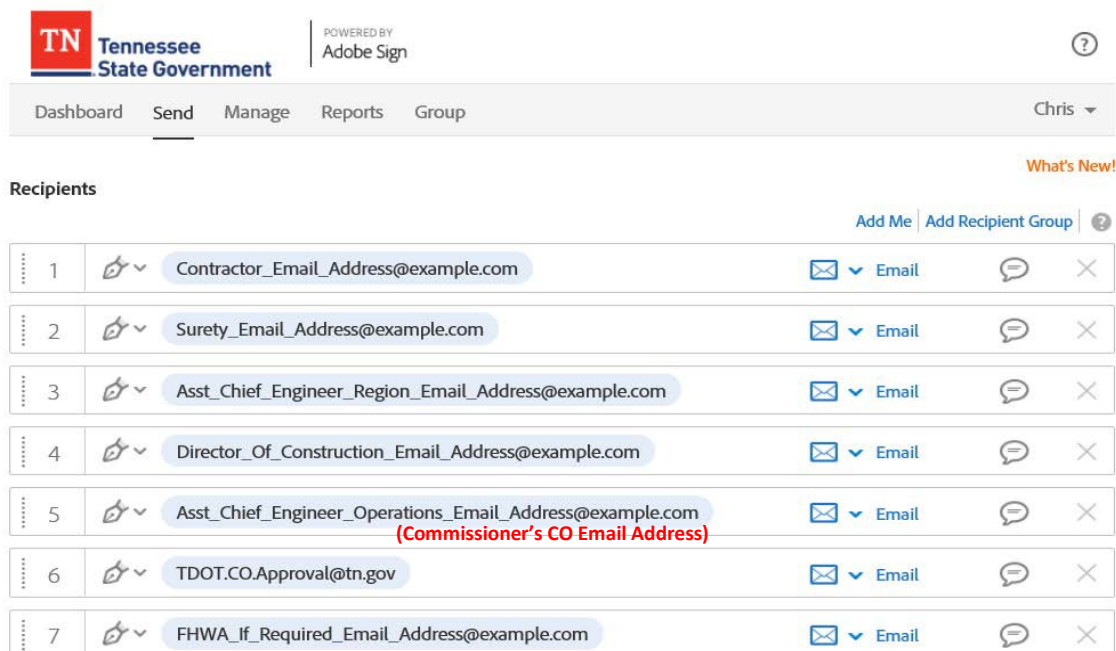 TN Tennessee State Government
POWERED BY
Adobe Sign
?
Dashboard Send Manage Reports Group Chris
What's New!
Recipients
Add Me Add Recipient Group ?
1 Contractor_Email_Address@example.com Email
2 Surety_Email_Address@example.com Email
3 Asst_Chief_Engineer_Region_Email_Address@example.com Email
4 Director_Of_Construction_Email_Address@example.com Email
5 Asst_Chief_Engineer_Operations_Email_Address@example.com Email
(Commissioner’s CO Email Address)
6 TDOT.CO.Approval@tn.gov Email
7 FHWA_If_Required_Email_Address@example.com Email